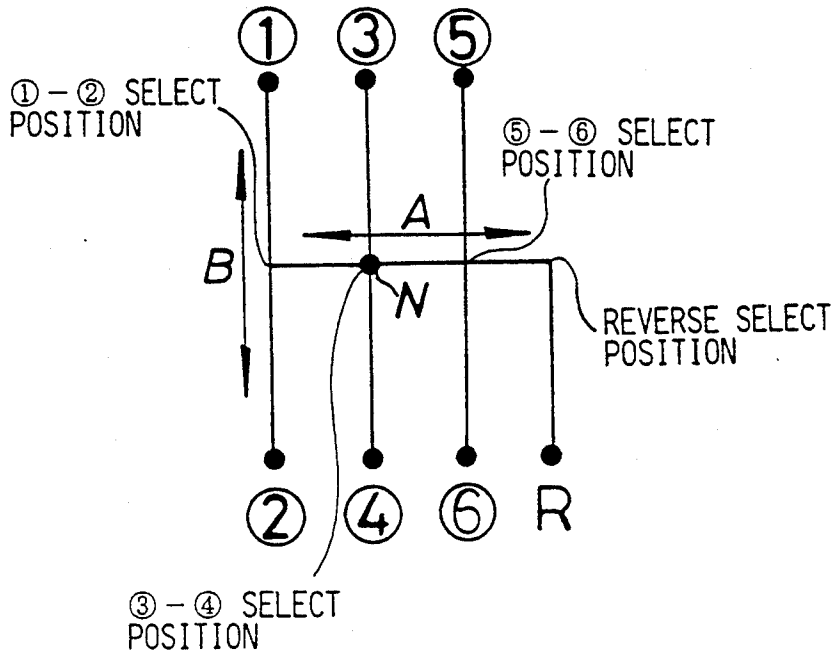 ① ③ ⑤
①-② SELECT
POSITION
⑤-⑥ SELECT
POSITION
A
B
N
REVERSE SELECT
POSITION
② ④ ⑥ R
③-④ SELECT
POSITION